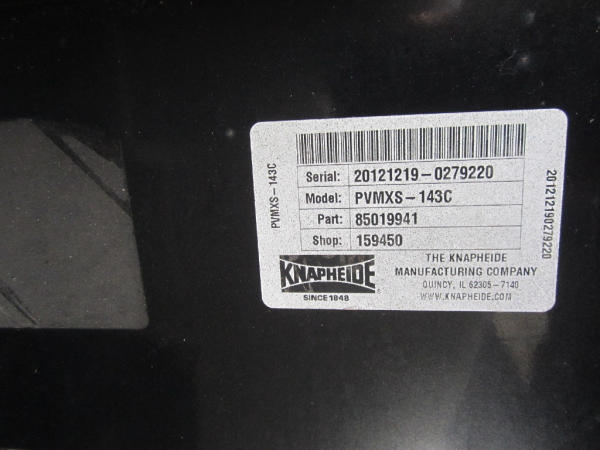 Serial: 20121219-0279220
Model: PVMXS-143C
Part: 85019941
Shop: 159450
KNAPHEIDE
SINCE 1848
THE KNAPHEIDE
MANUFACTURING COMPANY
QUINCY, IL 62305-7140
WWW.KNAPHEIDE.COM
PVMXS-143C
201212190279220